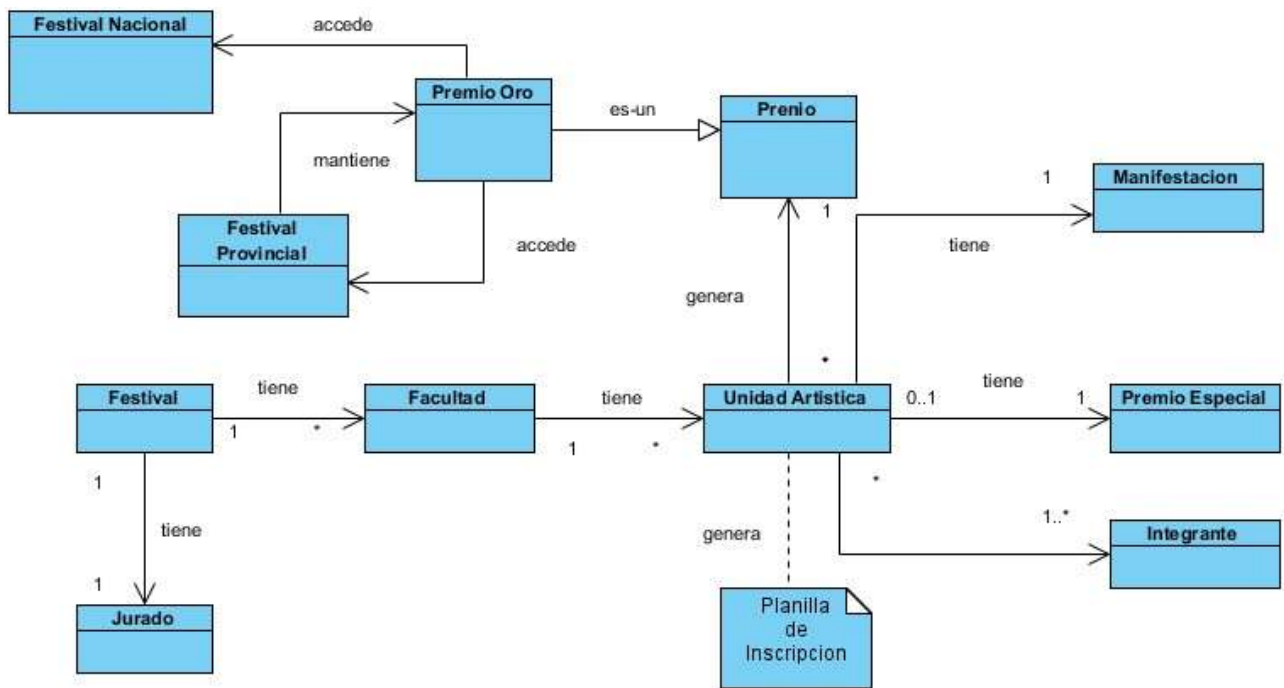 Festival Nacional
accede
Premio Oro
es-un
Prenio
mantiene
Festival
Provincial
accede
1
Manifestacion
1
tiene
genera
*
Festival
tiene
Facultad
tiene
Unidad Artistica
0..1
tiene
1
Premio Especial
1
*
1
*
1
*
1..*
Integrante
tiene
genera
1
Jurado
Planilla
de
Inscripcion